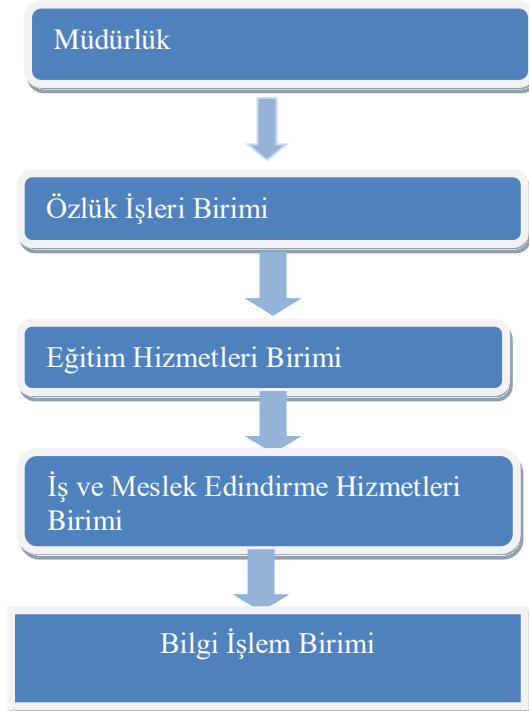 Müdürlük
Özlük İşleri Birimi
Eğitim Hizmetleri Birimi
İş ve Meslek Edindirme Hizmetleri
Birimi
Bilgi İşlem Birimi